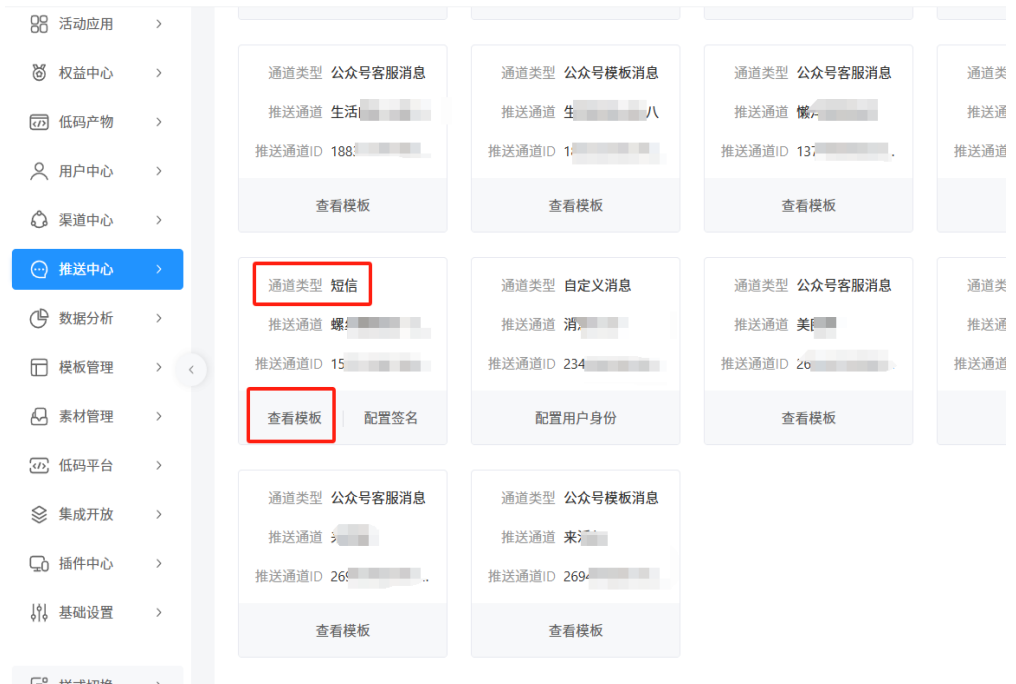 活动应用
权益中心
低码产物
用户中心
渠道中心
推送中心
数据分析
模板管理
素材管理
低码平台
集成开放
插件中心
基础设置
样式切换
通道类型 公众号客服消息
推送通道 生活
推送通道ID 188
查看模板
通道类型 公众号模板消息
推送通道 生 八
推送通道ID 1
查看模板
通道类型 公众号客服消息
推送通道 懒
推送通道ID 137 .
查看模板
通道类
推送通
推送通道
通道类型 短信
推送通道 螺
推送通道ID 15
查看模板 配置签名
通道类型 自定义消息
推送通道 消
推送通道ID 234
配置用户身份
通道类型 公众号客服消息
推送通道 美
推送通道ID 26
查看模板
通道类
推送通
推送通道
通道类型 公众号客服消息
推送通道
推送通道ID 269 ..
查看模板
通道类型 公众号模板消息
推送通道 来
推送通道ID 269
查看模板